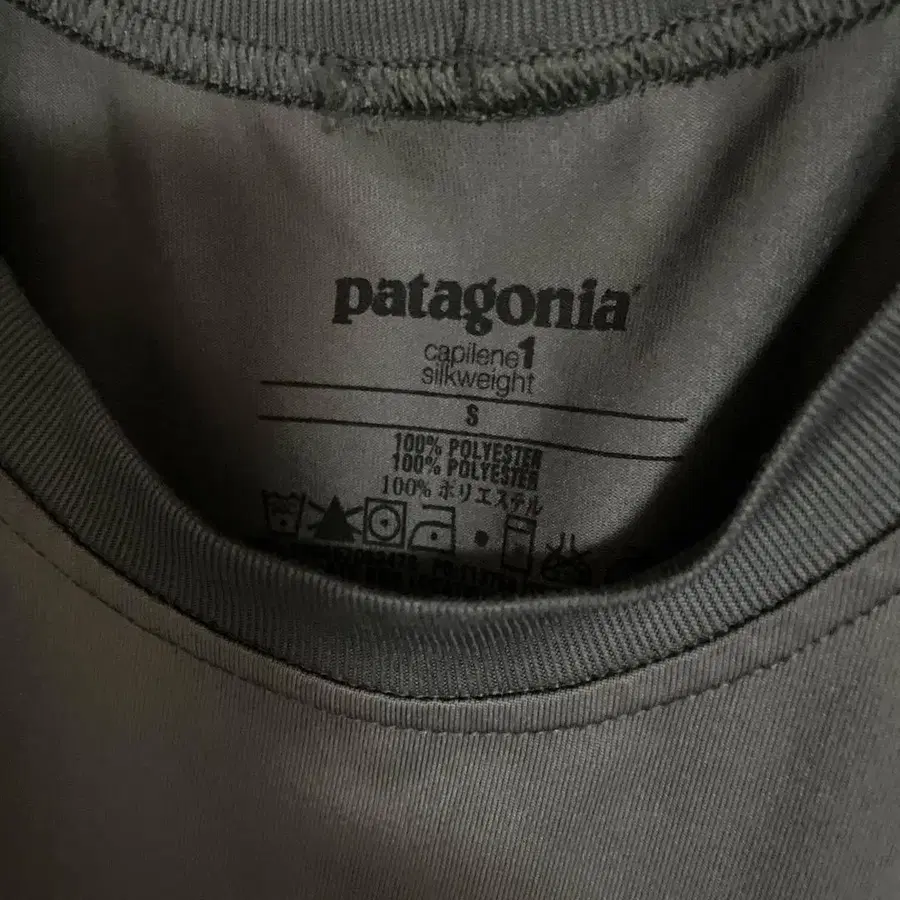 patagonia
capilene1
silkweight
S
100% POLYESTER
100% POLYESTER
100% ポリエステル